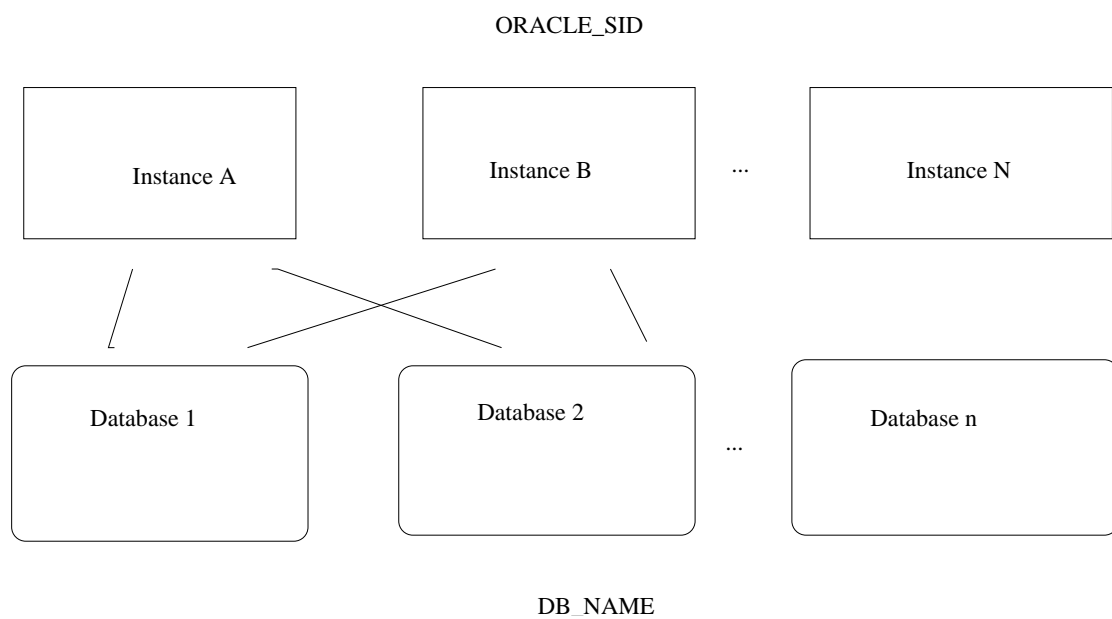 ORACLE_SID
Instance A
Instance B
...
Instance N
Database 1
Database 2
...
Database n
DB_NAME